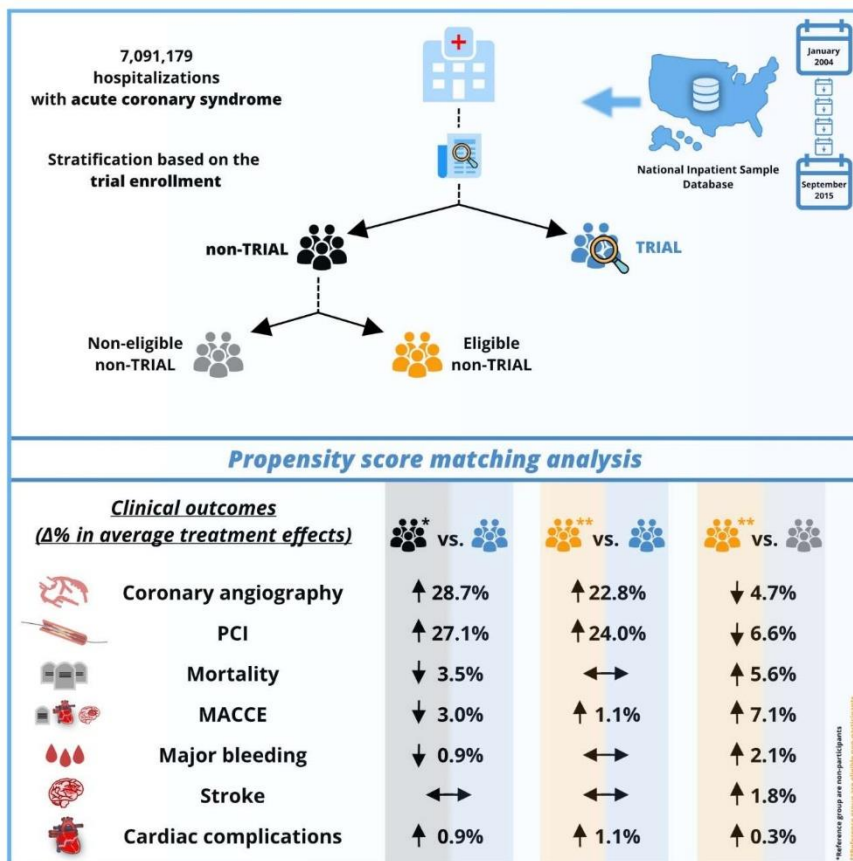 7,091,179
hospitalizations
with acute coronary syndrome
January
2004
Stratification based on the
trial enrollment
National Inpatient Sample
Database
September
2015
non-TRIAL
TRIAL
Non-eligible
non-TRIAL
Eligible
non-TRIAL
Propensity score matching analysis
Clinical outcomes
(Δ% in average treatment effects)
* vs.
** vs.
** vs.
Coronary angiography ↑ 28.7% ↑ 22.8% ↓ 4.7%
PCI ↑ 27.1% ↑ 24.0% ↓ 6.6%
Mortality ↓ 3.5% ↔ ↑ 5.6%
MACCE ↓ 3.0% ↑ 1.1% ↑ 7.1%
Major bleeding ↓ 0.9% ↔ ↑ 2.1%
Stroke ↔ ↔ ↑ 1.8%
Cardiac complications ↑ 0.9% ↑ 1.1% ↑ 0.3%
*Reference group are non-participants